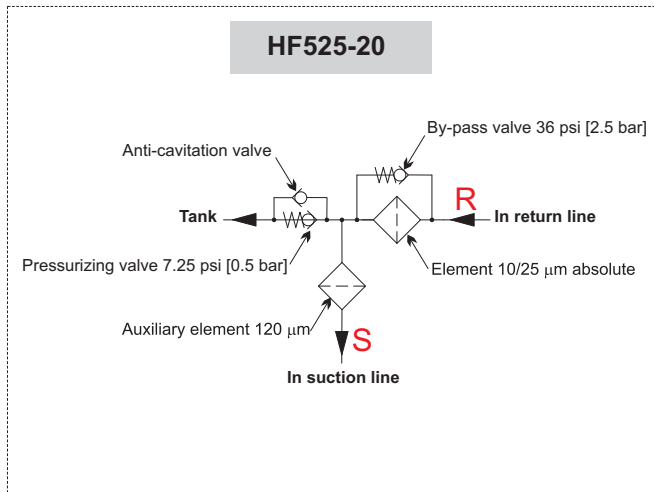 HF525-20
By-pass valve 36 psi [2.5 bar]
Anti-cavitation valve
R
Tank
In return line
Pressurizing valve 7.25 psi [0.5 bar]
Element 10/25 μm absolute
Auxiliary element 120 μm
S
In suction line